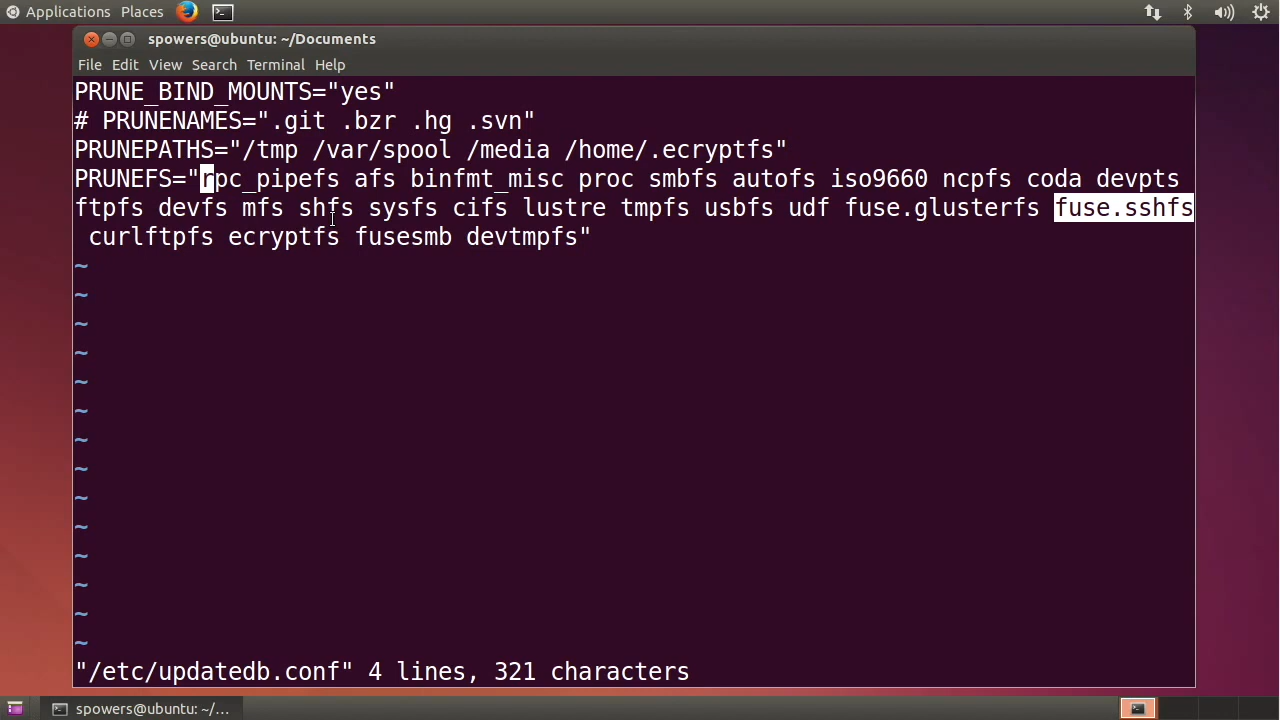 Applications Places
spowers@ubuntu: ~/Documents
File Edit View Search Terminal Help
PRUNE_BIND_MOUNTS="yes"
# PRUNENAMES=".git .bzr .hg .svn"
PRUNEPATHS="/tmp /var/spool /media /home/.ecryptfs"
PRUNEFS="rpc_pipefs afs binfmt_misc proc smbfs autofs iso9660 ncpfs coda devpts
ftpfs devfs mfs shfs sysfs cifs lustre tmpfs usbfs udf fuse.glusterfs fuse.sshfs
curlftpfs ecryptfs fusesmb devtmpfs"
~
~
~
~
~
~
~
~
~
~
~
~
~
~
"/etc/updatedb.conf" 4 lines, 321 characters
spowers@ubuntu: ~/...